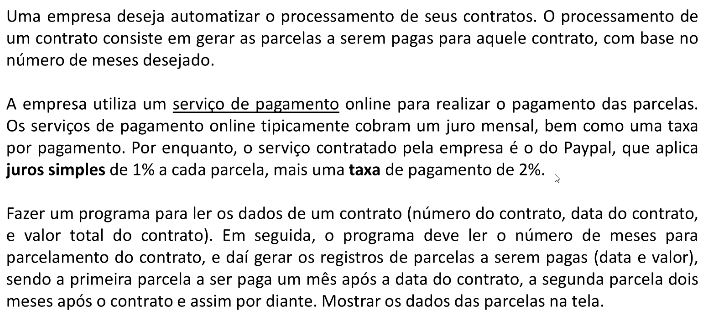 Uma empresa deseja automatizar o processamento de seus contratos. O processamento de
um contrato consiste em gerar as parcelas a serem pagas para aquele contrato, com base no
número de meses desejado.
A empresa utiliza um serviço de pagamento online para realizar o pagamento das parcelas.
Os serviços de pagamento online tipicamente cobram um juro mensal, bem como uma taxa
por pagamento. Por enquanto, o serviço contratado pela empresa é o do Paypal, que aplica
juros simples de 1% a cada parcela, mais uma taxa de pagamento de 2%.
Fazer um programa para ler os dados de um contrato (número do contrato, data do contrato,
e valor total do contrato). Em seguida, o programa deve ler o número de meses para
parcelamento do contrato, e daí gerar os registros de parcelas a serem pagas (data e valor),
sendo a primeira parcela a ser paga um mês após a data do contrato, a segunda parcela dois
meses após o contrato e assim por diante. Mostrar os dados das parcelas na tela.